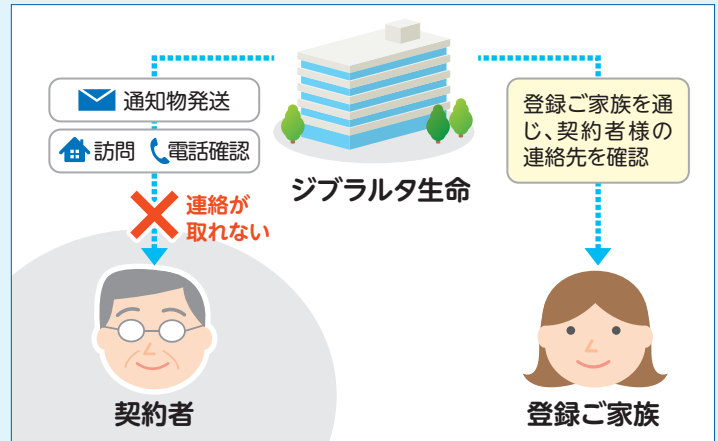 通知物発送
訪問 電話確認
連絡が
取れない
ジブラルタ生命
登録ご家族を通
じ、契約者様の
連絡先を確認
契約者
登録ご家族